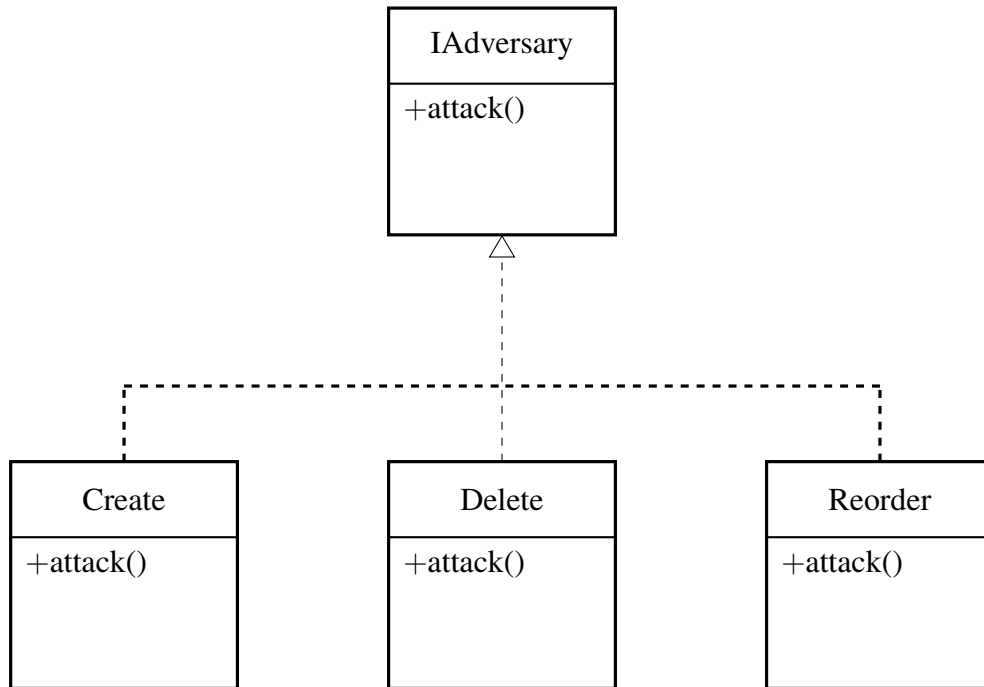 IAdversary
+attack()
Create
+attack()
Delete
+attack()
Reorder
+attack()